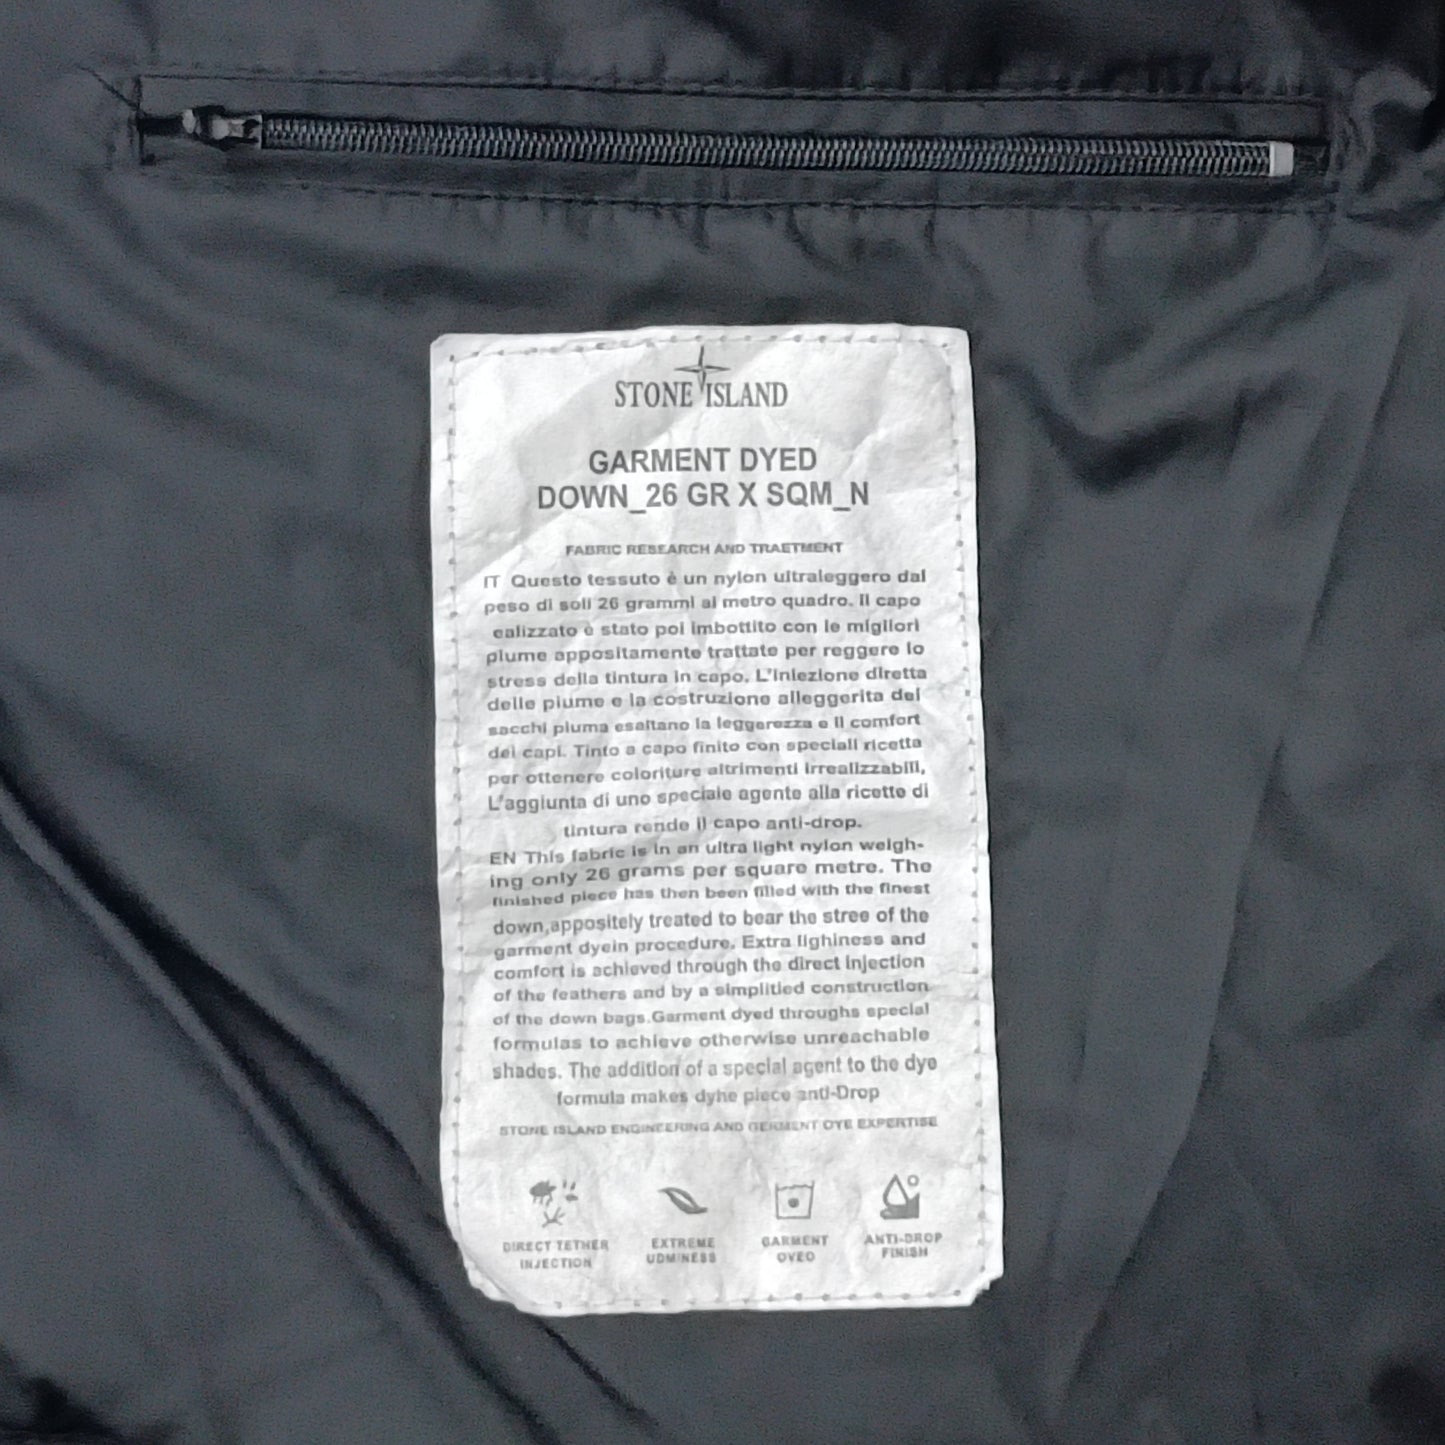 STONE ISLAND
GARMENT DYED
DOWN_26 GR X SQM_N
FABRIC RESEARCH AND TRAETMENT
IT Questo tessuto è un nylon ultraleggero dal
peso di soli 26 grammi al metro quadro. Il capo
ealizzato è stato poi imbottito con le migliori
piume appositamente trattate per reggere lo
stress della tintura in capo. L'iniezione diretta
delle piume e la costruzione alleggerita dei
sacchi piuma esaltano la leggerezza e il comfort
dei capi. Tinto a capo finito con speciali ricetta
per ottenere coloriture altrimenti irrealizzabili,
L'aggiunta di uno speciale agente alla ricette di
tintura rende il capo anti-drop.
EN This fabric is in an ultra light nylon weigh-
ing only 26 grams per square metre. The
finished piece has then been filled with the finest
down,appositely treated to bear the stree of the
garment dyein procedure. Extra lighiness and
comfort is achieved through the direct injection
of the feathers and by a simplitied construction
of the down bags.Garment dyed throughs special
formulas to achieve otherwise unreachable
shades. The addition of a special agent to the dye
formula makes dyhe piece anti-Drop
STONE ISLAND ENGINEERING AND GERMENT OYE EXPERTISE
DIRECT TETHER
INJECTION
EXTREME
UDMINESS
GARMENT
OVEO
ANTI-DROP
FINISH